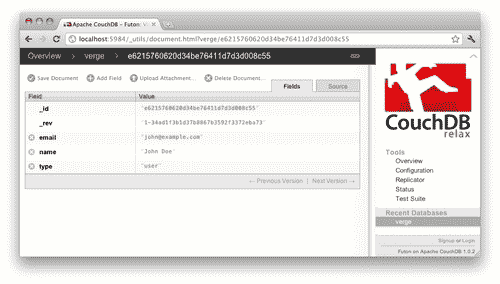 Apache CouchDB - Futon: V
localhost:5984/_utils/document.html?verge/e6215760620d34be76411d7d3d008c55
Overview
verge
e6215760620d34be76411d7d3d008c55
Save Document
Add Field
Upload Attachment...
Delete Document...
Fields
Source
Field
Value
_id
"e6215760620d34be76411d7d3d008c55"
_rev
email
"john@example.com"
name
"John Doe"
type
"user"
← Previous Version | Next Version →
CouchDB
relax
Tools
Overview
Configuration
Replicator
Status
Test Suite
Recent Databases
verge
Signup or Login
Futon on Apache CouchDB 1.0.2